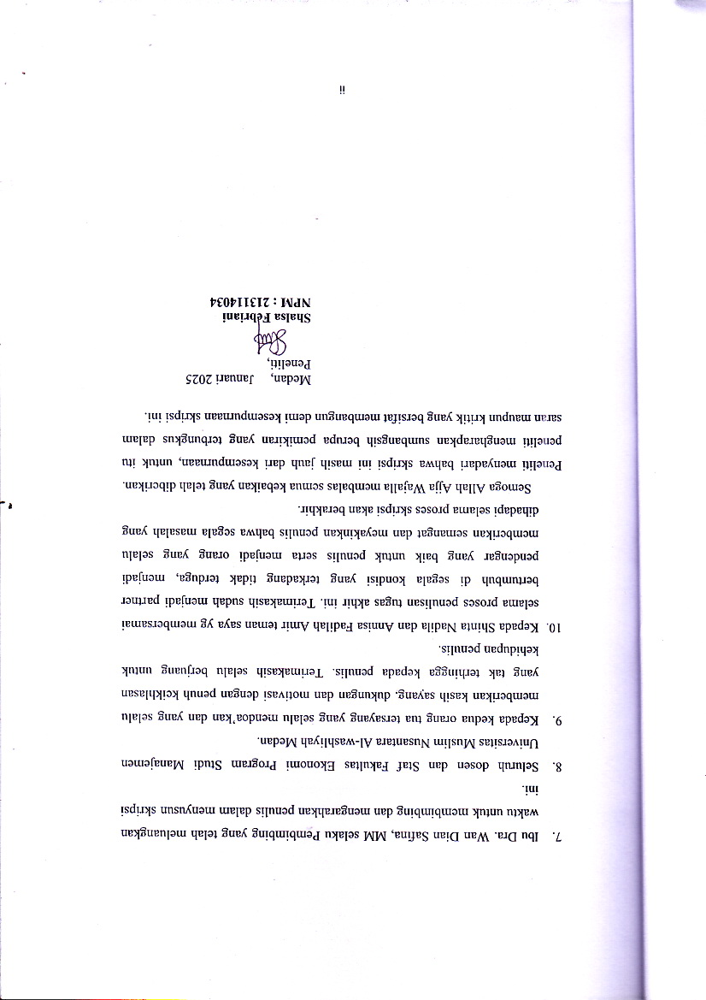 7. Ibu Dra. Wan Dian Safina, MM selaku Pembimbing yang telah meluangkan
waktu untuk membimbing dan mengarahkan penulis dalam menyusun skripsi
ini.
8. Seluruh dosen dan Staf Fakultas Ekonomi Program Studi Manajemen
Universitas Muslim Nusantara Al-washliyah Medan.
9. Kepada kedua orang tua tersayang yang selalu mendoa'kan dan yang selalu
memberikan kasih sayang, dukungan dan motivasi dengan penuh keikhlasan
yang tak terhingga kepada penulis. Terimakasih selalu berjuang untuk
kehidupan penulis.
10. Kepada Shinta Nadila dan Annisa Fadilah Amir teman saya yg membersamai
selama proses penulisan tugas akhir ini. Terimakasih sudah menjadi partner
bertumbuh di segala kondisi yang terkadang tidak terduga, menjadi
pendengar yang baik untuk penulis serta menjadi orang yang selalu
memberikan semangat dan meyakinkan penulis bahwa segala masalah yang
dihadapi selama proses skripsi akan berakhir.
Semoga Allah Ajja Wajalla membalas semua kebaikan yang telah diberikan.
Peneliti menyadari bahwa skripsi ini masih jauh dari kesempurnaan, untuk itu
peneliti mengharapkan sumbangsih berupa pemikiran yang terbungkus dalam
saran maupun kritik yang bersifat membangun demi kesempurnaan skripsi ini.
Medan, Januari 2025
Peneliti,
Shalsa Febriani
NPM : 213114034
ii